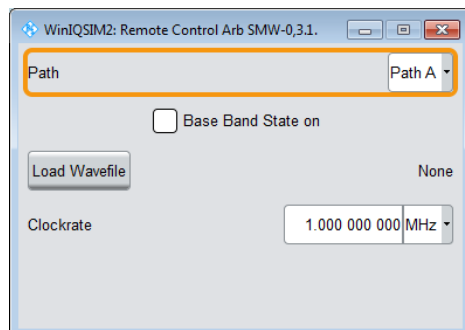 WinIQSIM2: Remote Control Arb SMW-0,3.1.
Path Path A
Base Band State on
Load Wavefile None
Clockrate 1.000 000 000 MHz